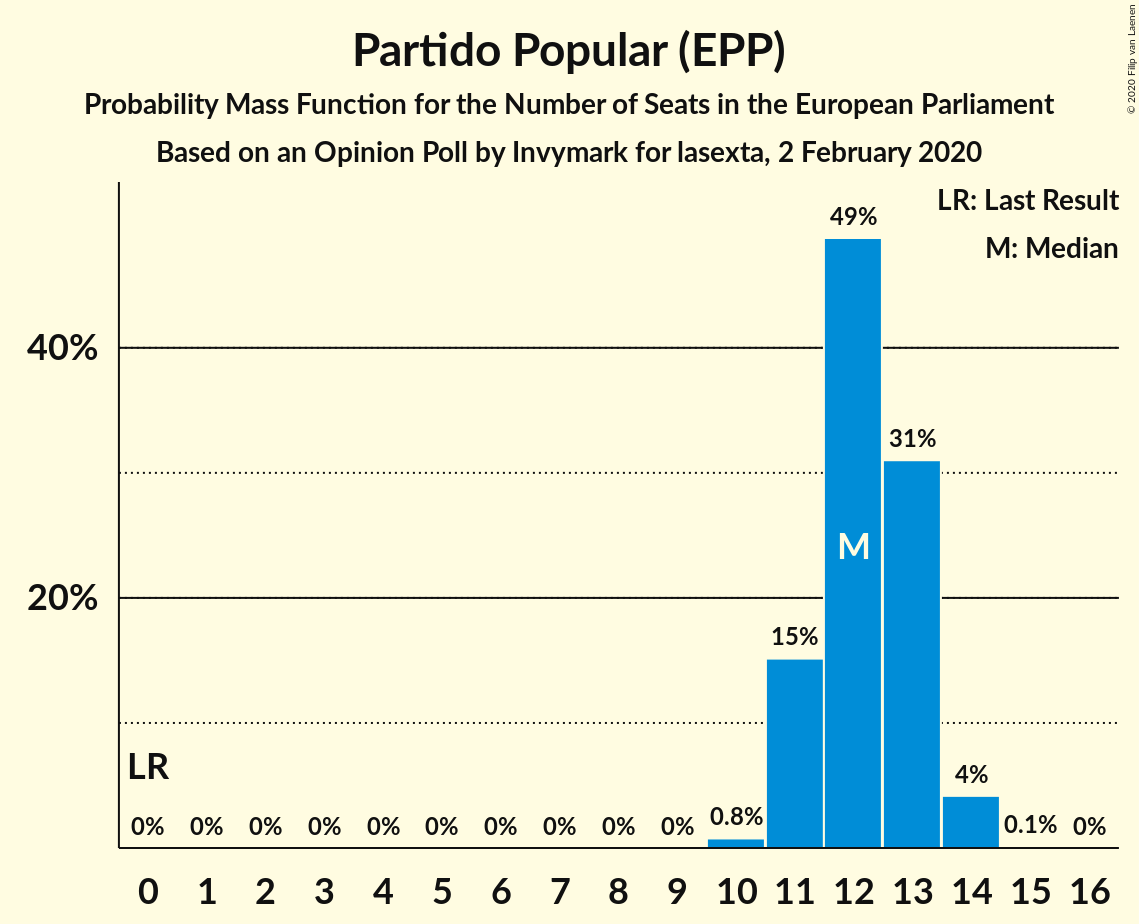 Partido Popular (EPP)
Probability Mass Function for the Number of Seats in the European Parliament
Based on an Opinion Poll by Invymark for lasexta, 2 February 2020
© 2020 Filip van Laenen
LR: Last Result
M: Median
49%
40%
31%
M
20%
15%
LR
4%
0% 0% 0% 0% 0% 0% 0% 0% 0% 0% 0.8% 0.1% 0%
0 1 2 3 4 5 6 7 8 9 10 11 12 13 14 15 16